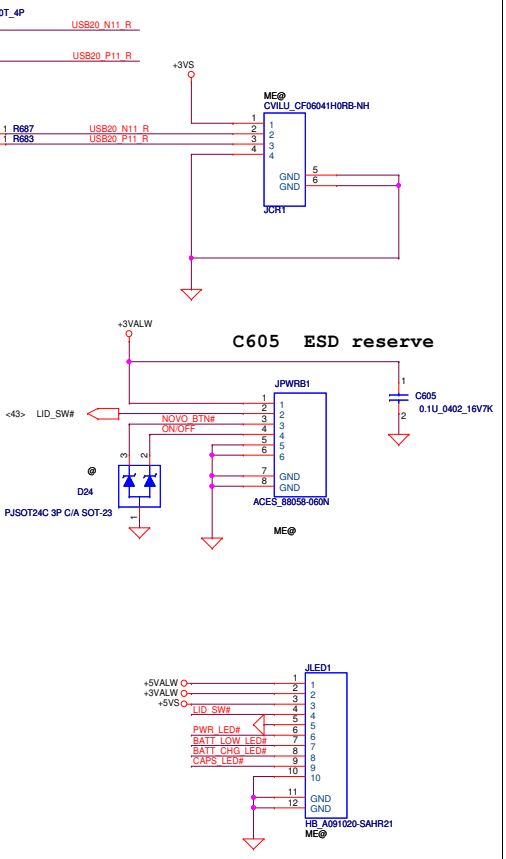 0T_4P
USB20_N11_R
USB20_P11_R
+3VS
ME@
CVILU_CF06041H0RB-NH
1 R687 USB20_N11_R
1 R683 USB20_P11_R
1 1
2 2
3 3
4 4
GND 5
GND 6
JCR1
+3VALW
C605 ESD reserve
JPWRB1
1
C605
0.1U_0402_16V7K
2
<43> LID_SW#
NOVO_BTN#
ON/OFF
1 1
2 2
3 3
4 4
5 5
6 6
7 GND
8 GND
ACES_88058-060N
ME@
3 2
@
D24
PJSOT24C 3P C/A SOT-23
1
JLED1
+5VALW 1 1
+3VALW 2 2
+5VS 3 3
LID_SW# 4 4
5 5
PWR_LED# 6 6
BATT_LOW_LED# 7 7
BATT_CHG_LED# 8 8
CAPS_LED# 9 9
10 10
11 GND
12 GND
HB_A091020-SAHR21
ME@